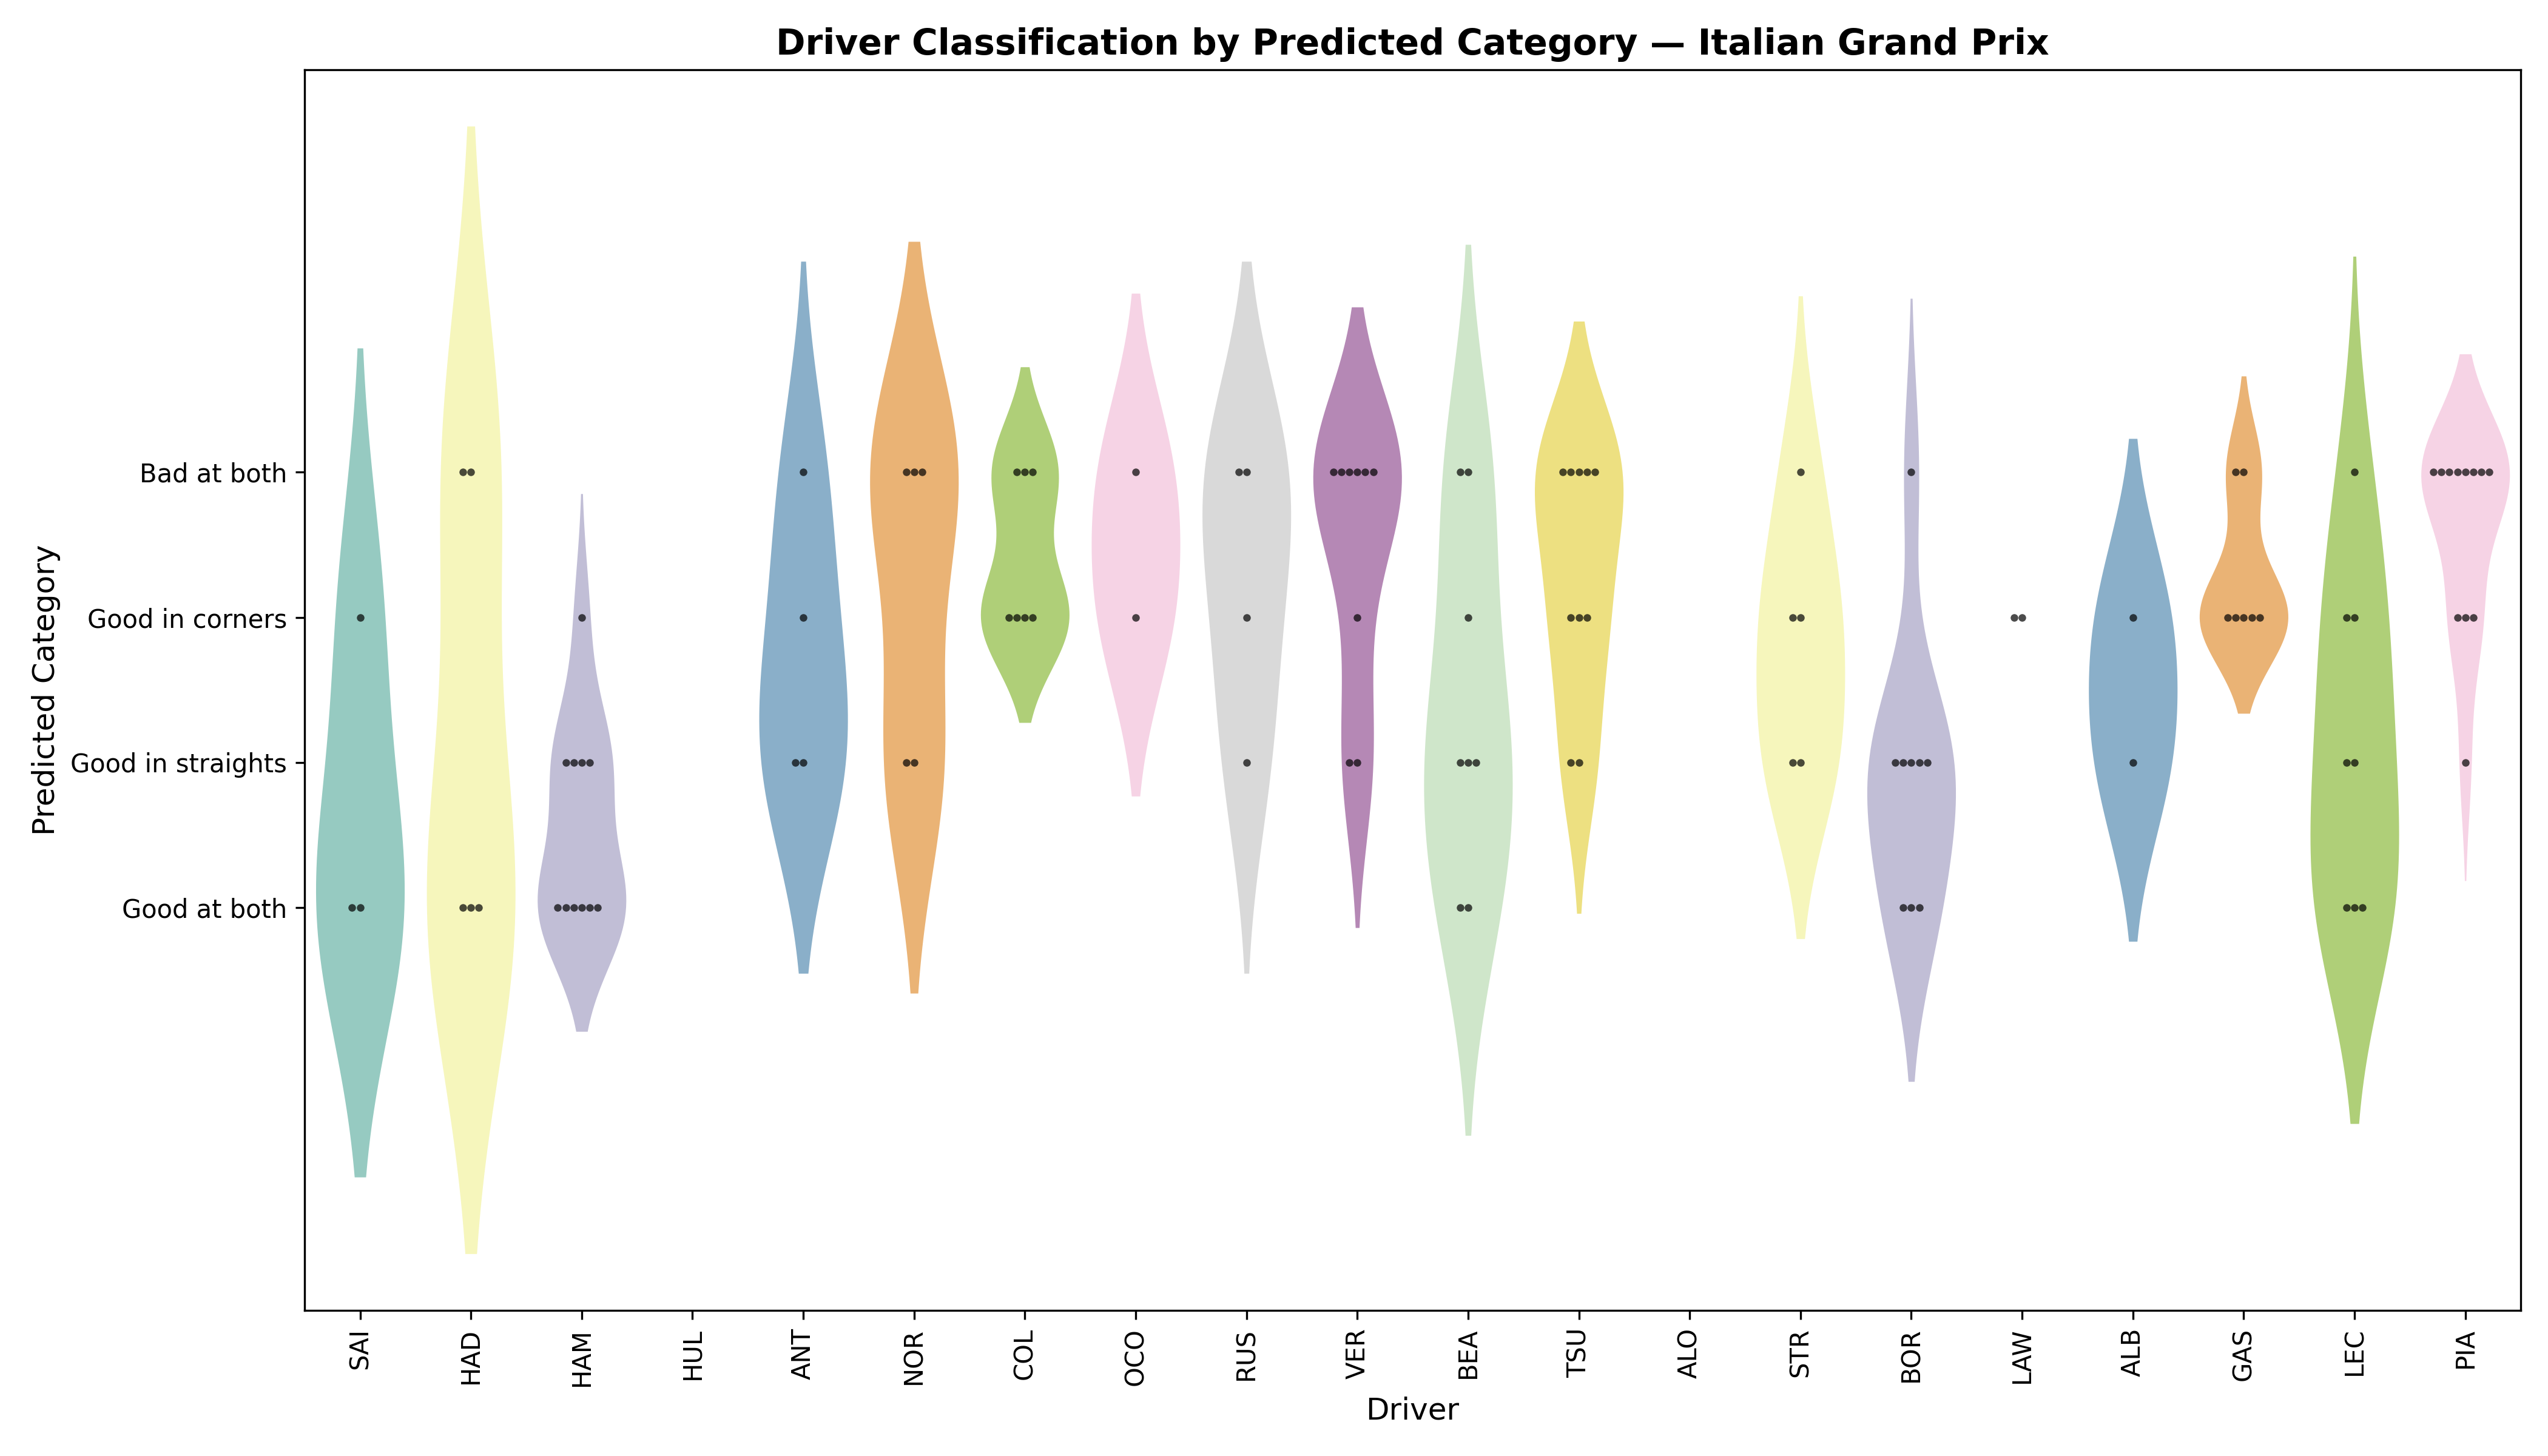 Driver Classification by Predicted Category — Italian Grand Prix
Predicted Category
Bad at both
Good in corners
Good in straights
Good at both
SAI
HAD
HAM
HUL
ANT
NOR
COL
OCO
RUS
VER
BEA
TSU
ALO
STR
BOR
LAW
ALB
GAS
LEC
PIA
Driver